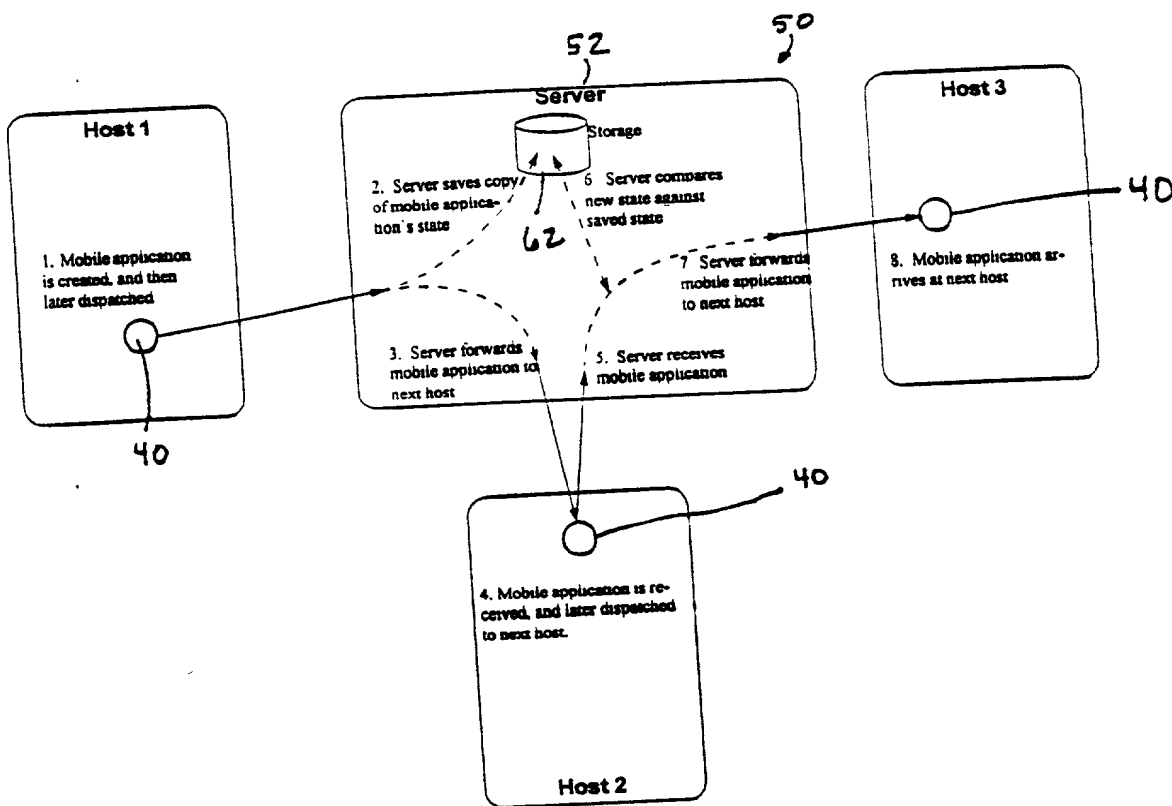 50
52
Server
Storage
Host 1
Host 3
2. Server saves copy
of mobile applica-
tion's state
6 Server compares
new state against
saved state
62
40
1. Mobile application
is created, and then
later dispatched
7 Server forwards
mobile application
to next host
8. Mobile application ar-
rives at next host
3. Server forwards
mobile application to
next host
5. Server receives
mobile application
40
40
4. Mobile application is re-
ceived, and later dispatched
to next host.
Host 2